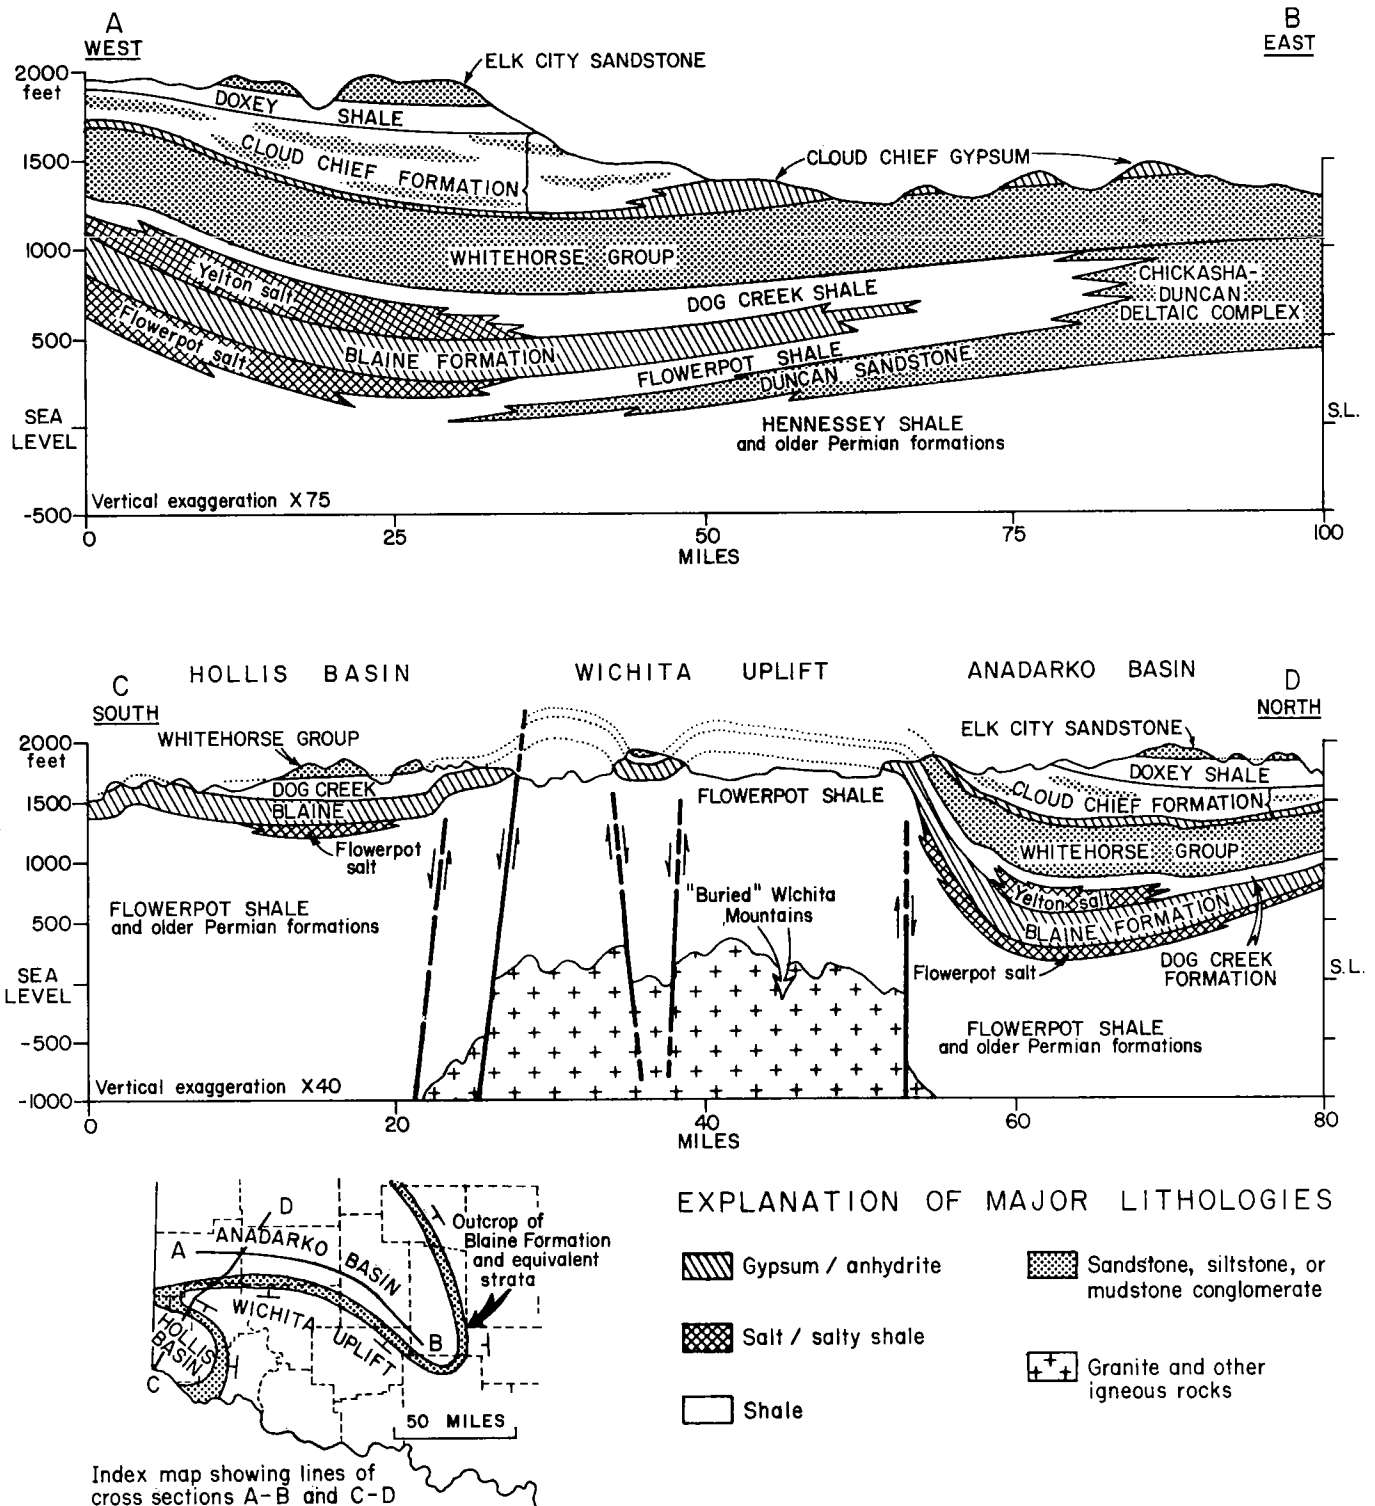 A
WEST
B
EAST
ELK CITY SANDSTONE
2000
feet
DOXEY SHALE
CLOUD CHIEF FORMATION
1500
CLOUD CHIEF GYPSUM
1000
WHITEHORSE GROUP
Yelton salt
DOG CREEK SHALE
CHICKASHA-
DUNCAN
DELTAIC COMPLEX
500
Flowerpot salt
BLAINE FORMATION
FLOWERPOT SHALE
DUNCAN SANDSTONE
SEA
LEVEL
S.L.
HENNESSEY SHALE
and older Permian formations
Vertical exaggeration X75
-500
0 25 50 75 100
MILES
HOLLIS BASIN WICHITA UPLIFT ANADARKO BASIN
C
SOUTH
D
NORTH
WHITEHORSE GROUP
ELK CITY SANDSTONE
2000
feet
DOG CREEK
DOXEY SHALE
1500
BLAINE
FLOWERPOT SHALE
CLOUD CHIEF FORMATION
Flowerpot
salt
1000
WHITEHORSE GROUP
"Buried" Wichita
Mountains
Yelton salt
FLOWERPOT SHALE
and older Permian formations
500
BLAINE FORMATION
Flowerpot salt
DOG CREEK
FORMATION
SEA
LEVEL
S.L.
FLOWERPOT SHALE
and older Permian formations
-500
Vertical exaggeration X40
-1000
0 20 40 60 80
MILES
D
A
ANADARKO BASIN
WICHITA UPLIFT
HOLLIS
BASIN
B
C
Outcrop of
Blaine Formation
and equivalent
strata
50 MILES
Index map showing lines of
cross sections A-B and C-D
EXPLANATION OF MAJOR LITHOLOGIES
Gypsum / anhydrite
Salt / salty shale
Shale
Sandstone, siltstone, or
mudstone conglomerate
Granite and other
igneous rocks